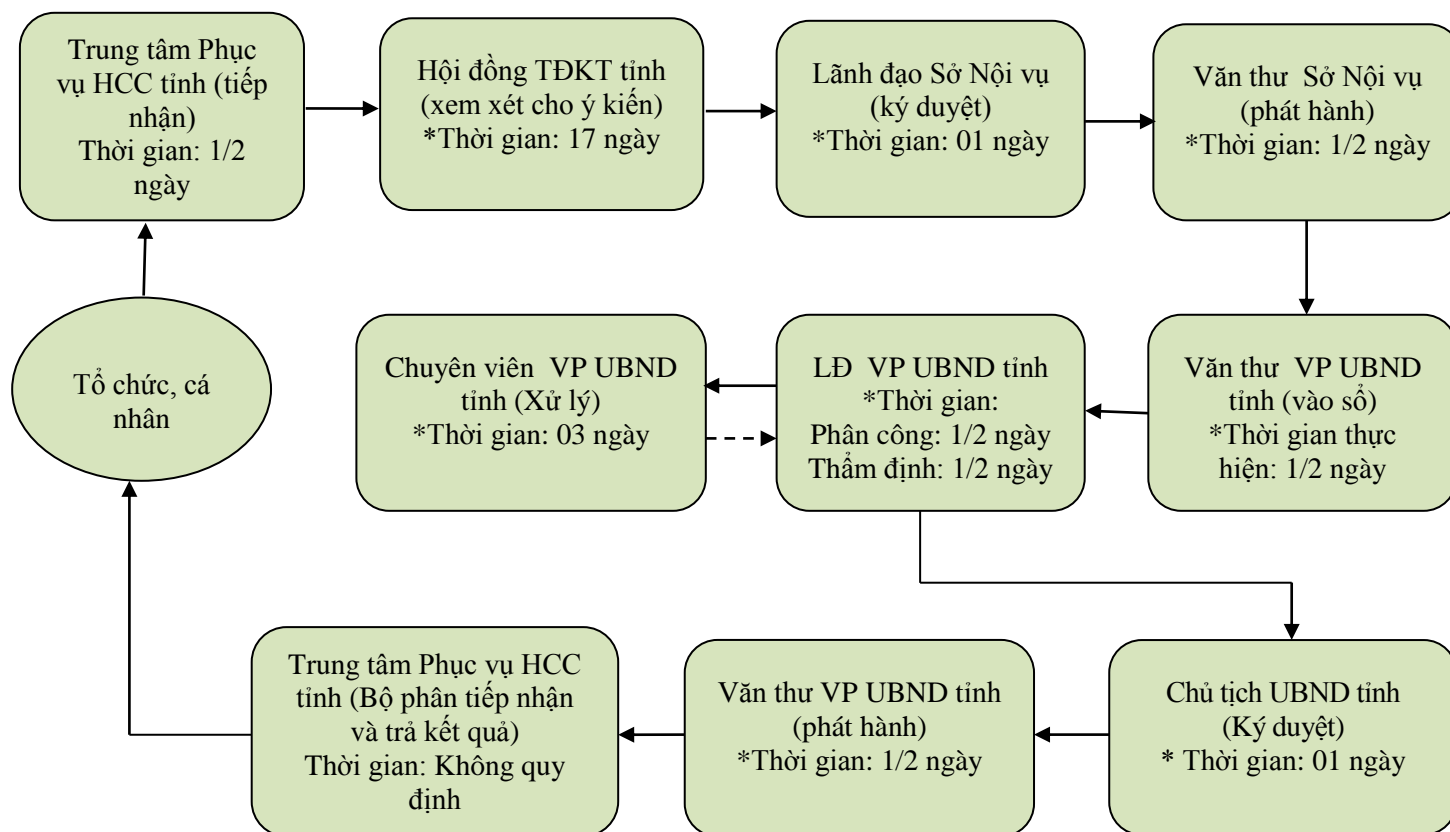 Trung tâm Phục
vụ HCC tỉnh (tiếp
nhận)
Thời gian: 1/2
ngày
Hội đồng TĐKT tỉnh
(xem xét cho ý kiến)
*Thời gian: 17 ngày
Lãnh đạo Sở Nội vụ
(ký duyệt)
*Thời gian: 01 ngày
Văn thư Sở Nội vụ
(phát hành)
*Thời gian: 1/2 ngày
Tổ chức, cá
nhân
Chuyên viên VP UBND
tỉnh (Xử lý)
*Thời gian: 03 ngày
LĐ VP UBND tỉnh
*Thời gian:
Phân công: 1/2 ngày
Thẩm định: 1/2 ngày
Văn thư VP UBND
tỉnh (vào sổ)
*Thời gian thực
hiện: 1/2 ngày
Trung tâm Phục vụ HCC
tỉnh (Bộ phân tiếp nhận
và trả kết quả)
Thời gian: Không quy
định
Văn thư VP UBND tỉnh
(phát hành)
*Thời gian: 1/2 ngày
Chủ tịch UBND tỉnh
(Ký duyệt)
* Thời gian: 01 ngày